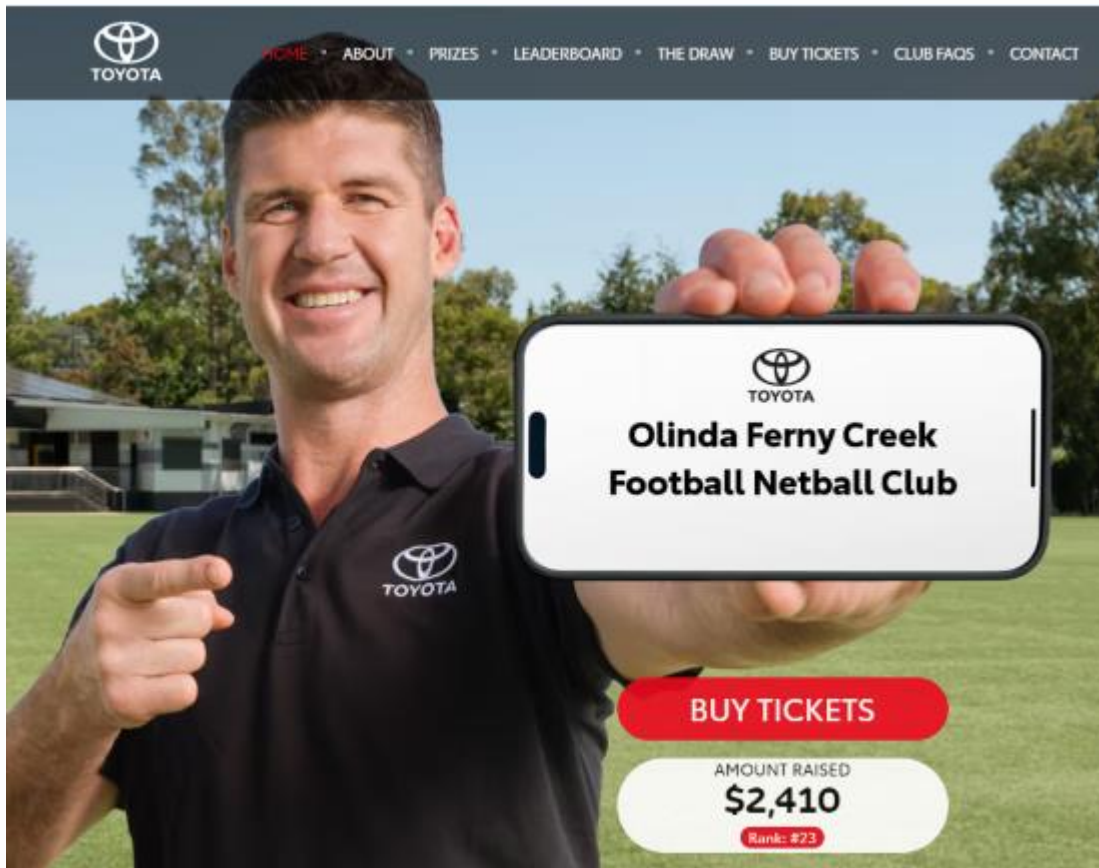 TOYOTA
HOME • ABOUT • PRIZES • LEADERBOARD • THE DRAW • BUY TICKETS • CLUB FAQS • CONTACT
TOYOTA
Olinda Ferny Creek
Football Netball Club
TOYOTA
BUY TICKETS
AMOUNT RAISED
$2,410
Rank: #23